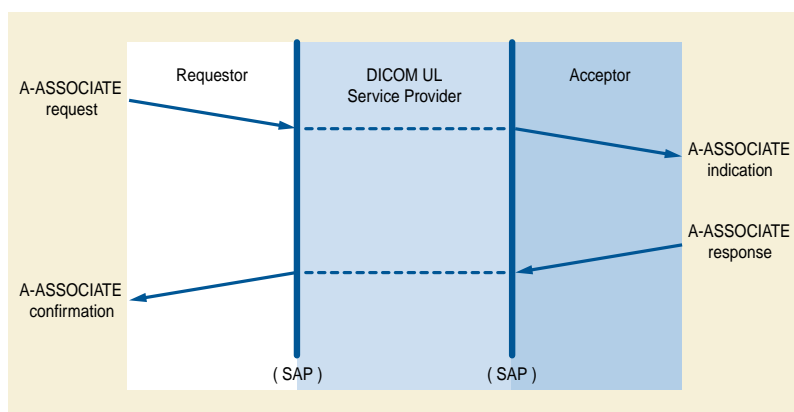 Requestor
DICOM UL
Service Provider
Acceptor
A-ASSOCIATE
request
A-ASSOCIATE
indication
A-ASSOCIATE
response
A-ASSOCIATE
confirmation
( SAP )
( SAP )